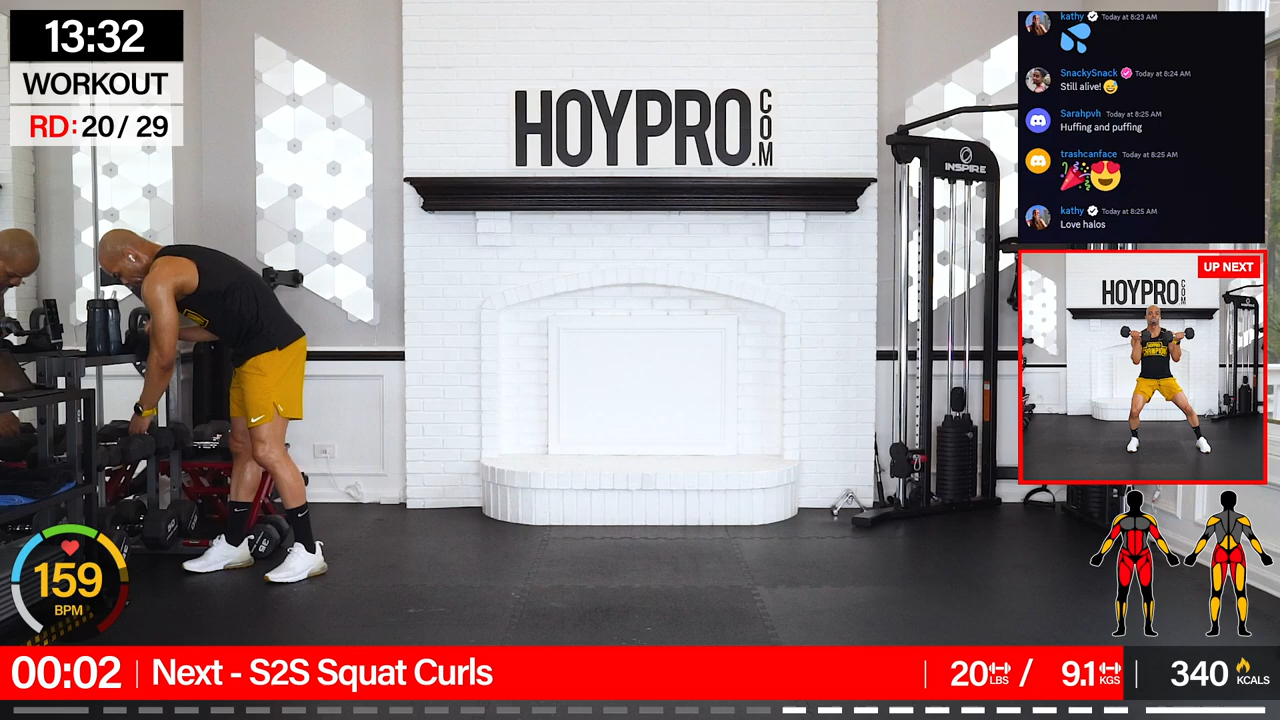 13:32
WORKOUT
RD: 20 / 29
HOYPRO.COM
INSPIRE
kathy Today at 8:23 AM
SnackySnack Today at 8:24 AM
Still alive!
Sarahpvh Today at 8:25 AM
Huffing and puffing
trashcanface Today at 8:25 AM
kathy Today at 8:25 AM
Love halos
UP NEXT
HOYPRO.COM
159
BPM
00:02 | Next - S2S Squat Curls | 20 LBS / 9.1 KGS | 340 KCALS